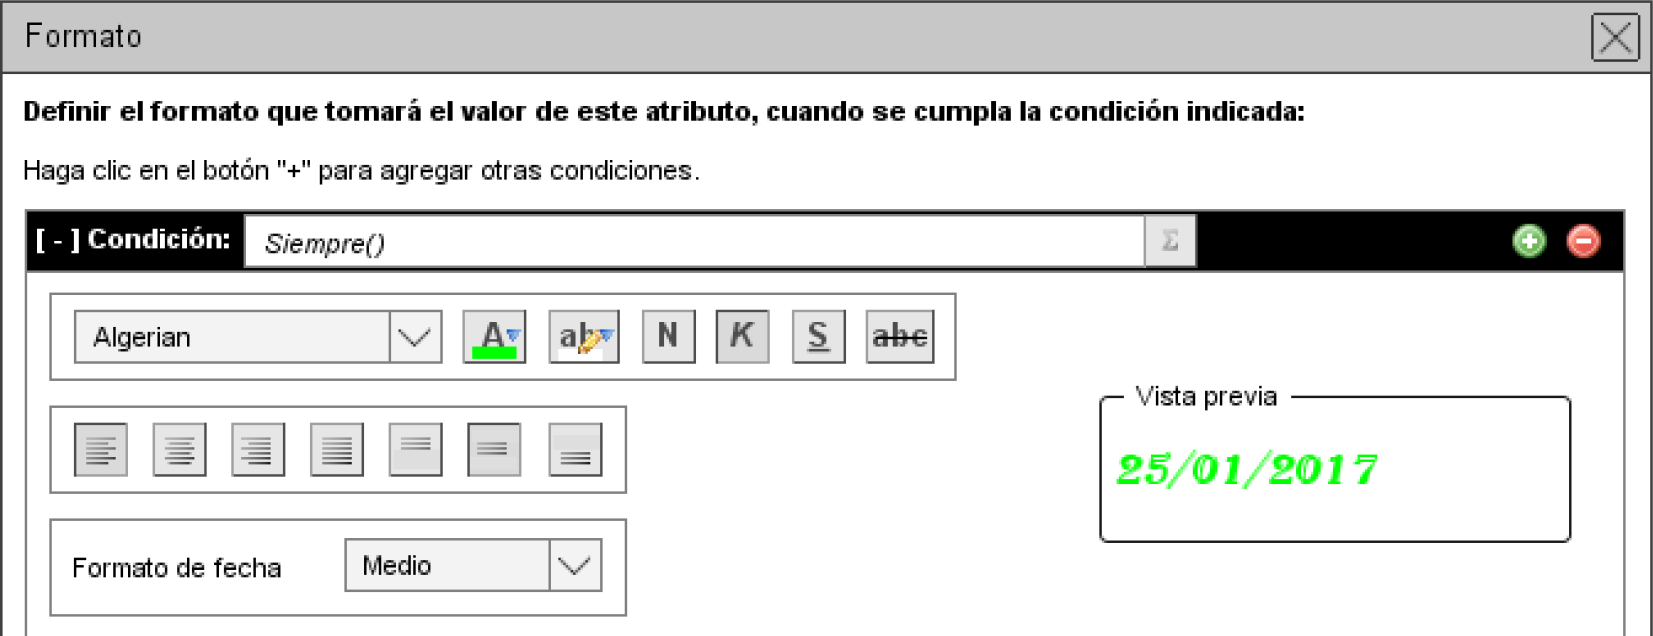 Formato
Definir el formato que tomará el valor de este atributo, cuando se cumpla la condición indicada:
Haga clic en el botón "+" para agregar otras condiciones.
[ - ] Condición: Siempre() Σ
Algerian A ab N K S abc
Vista previa
25/01/2017
Formato de fecha Medio